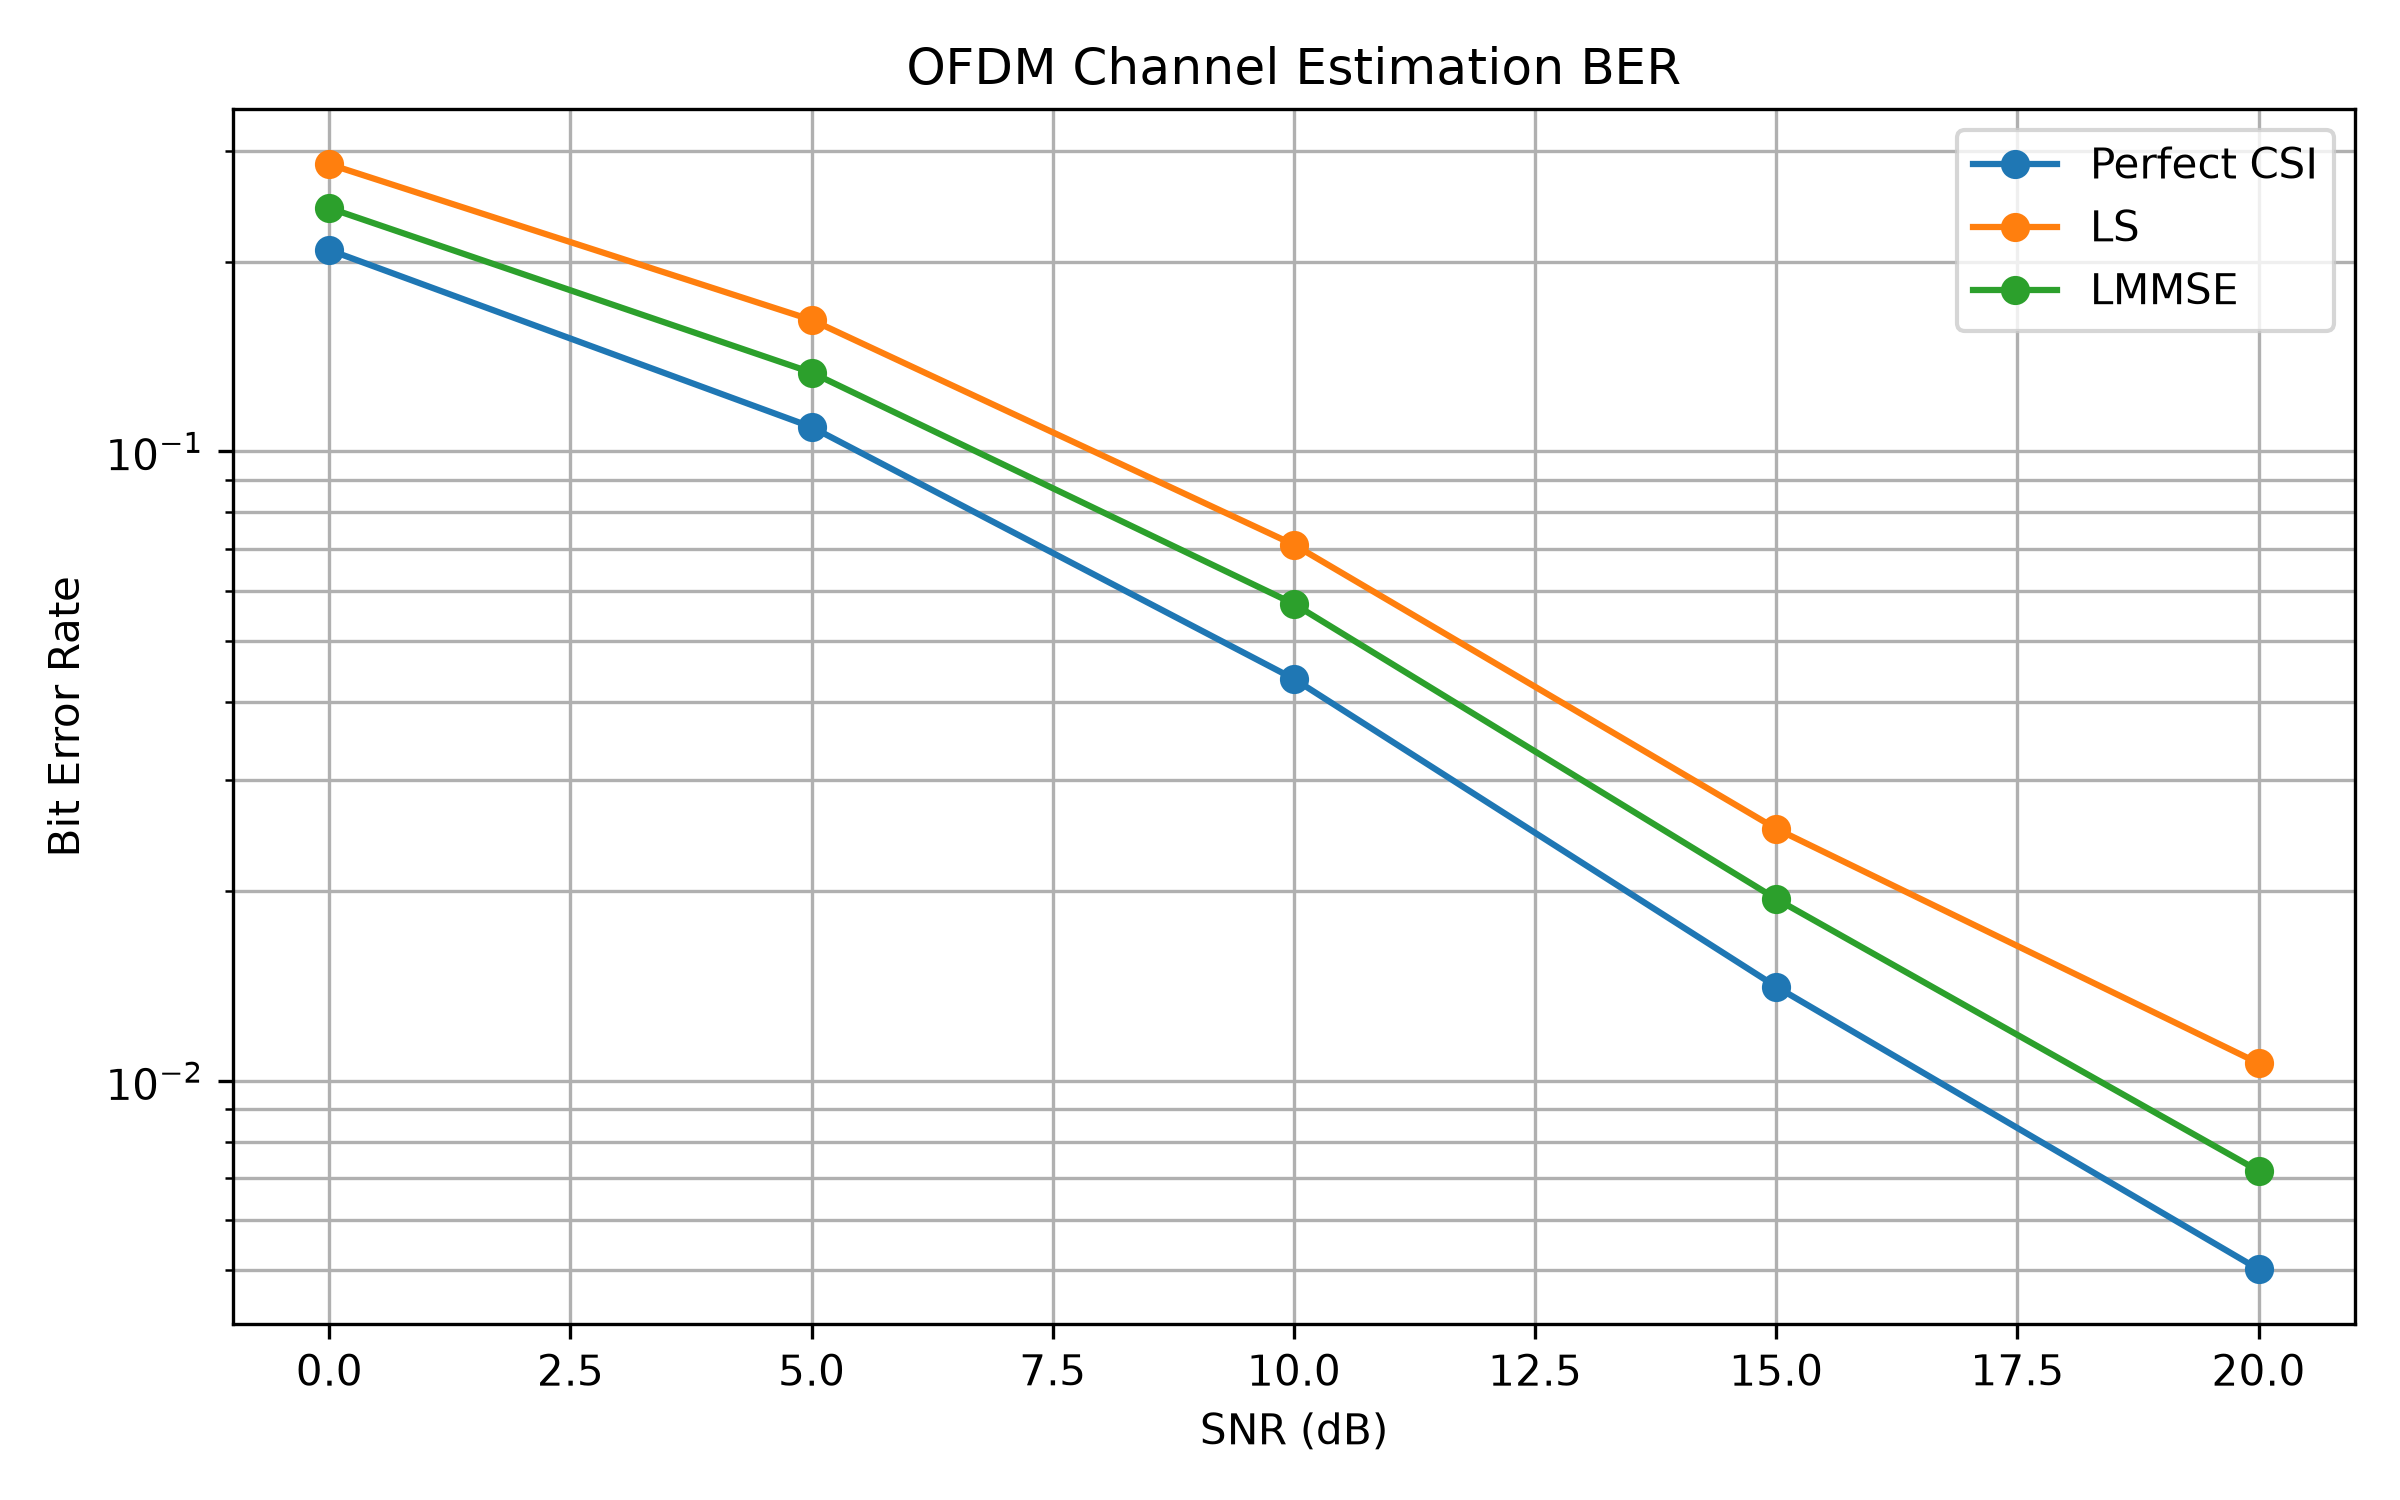 OFDM Channel Estimation BER
Perfect CSI
LS
LMMSE
Bit Error Rate
10⁻¹
10⁻²
0.0 2.5 5.0 7.5 10.0 12.5 15.0 17.5 20.0
SNR (dB)